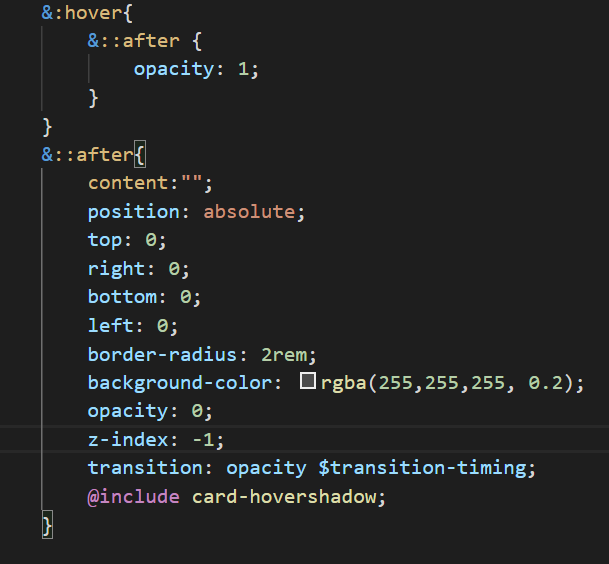 &:hover{
&::after {
opacity: 1;
}
}
&::after{
content:"";
position: absolute;
top: 0;
right: 0;
bottom: 0;
left: 0;
border-radius: 2rem;
background-color: rgba(255,255,255, 0.2);
opacity: 0;
z-index: -1;
transition: opacity $transition-timing;
@include card-hovershadow;
}